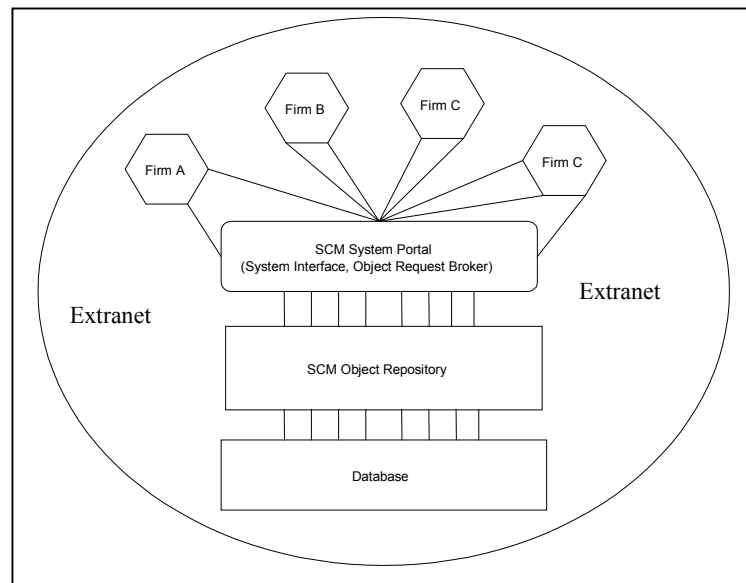 Firm B
Firm C
Firm A
Firm C
SCM System Portal
(System Interface, Object Request Broker)
Extranet
Extranet
SCM Object Repository
Database